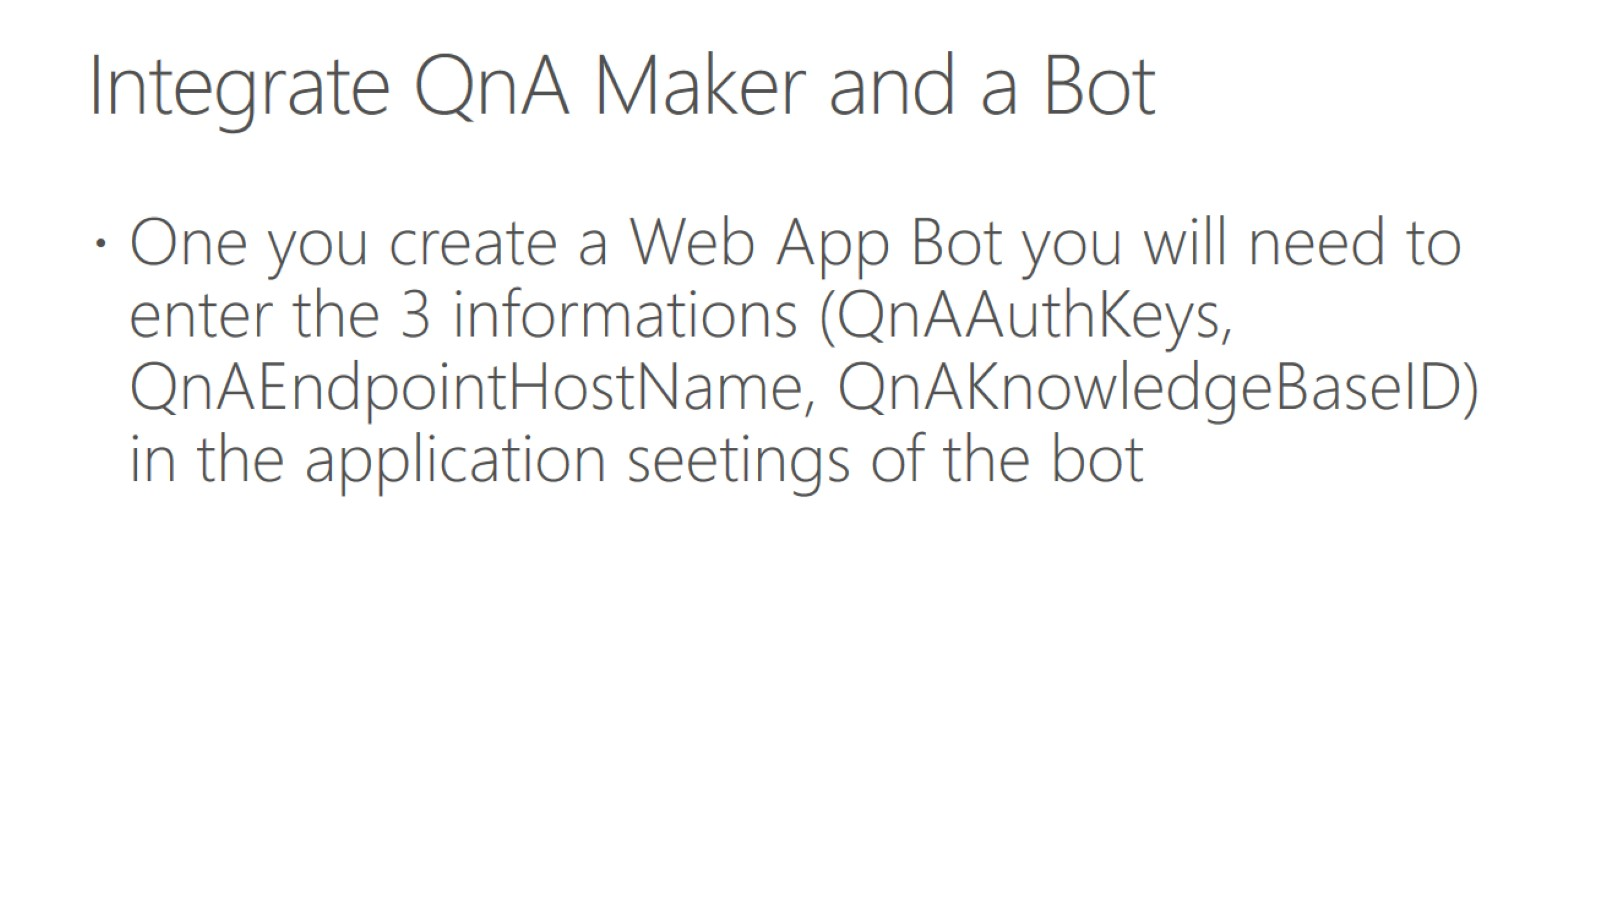 Integrate QnA Maker and a Bot
· One you create a Web App Bot you will need to
enter the 3 informations (QnAAuthKeys,
QnAEndpointHostName, QnAKnowledgeBaseID)
in the application seetings of the bot